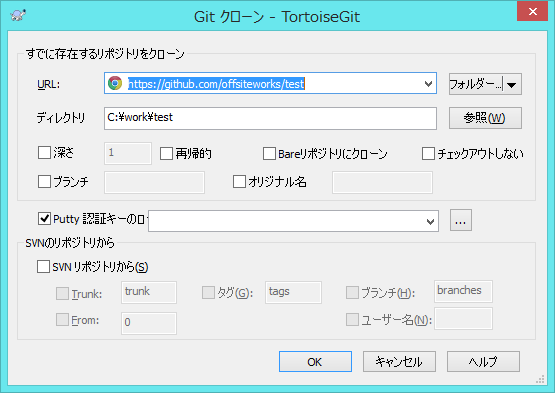 Git クローン - TortoiseGit
すでに存在するリポジトリをクローン
URL: https://github.com/offsiteworks/test フォルダー...
ディレクトリ C:¥work¥test 参照(W)
深さ 1 再帰的 Bareリポジトリにクローン チェックアウトしない
ブランチ オリジナル名
Putty 認証キーのロ ...
SVNのリポジトリから
SVN リポジトリから(S)
Trunk: trunk タグ(G): tags ブランチ(H): branches
From: 0 ユーザー名(N):
OK キャンセル ヘルプ